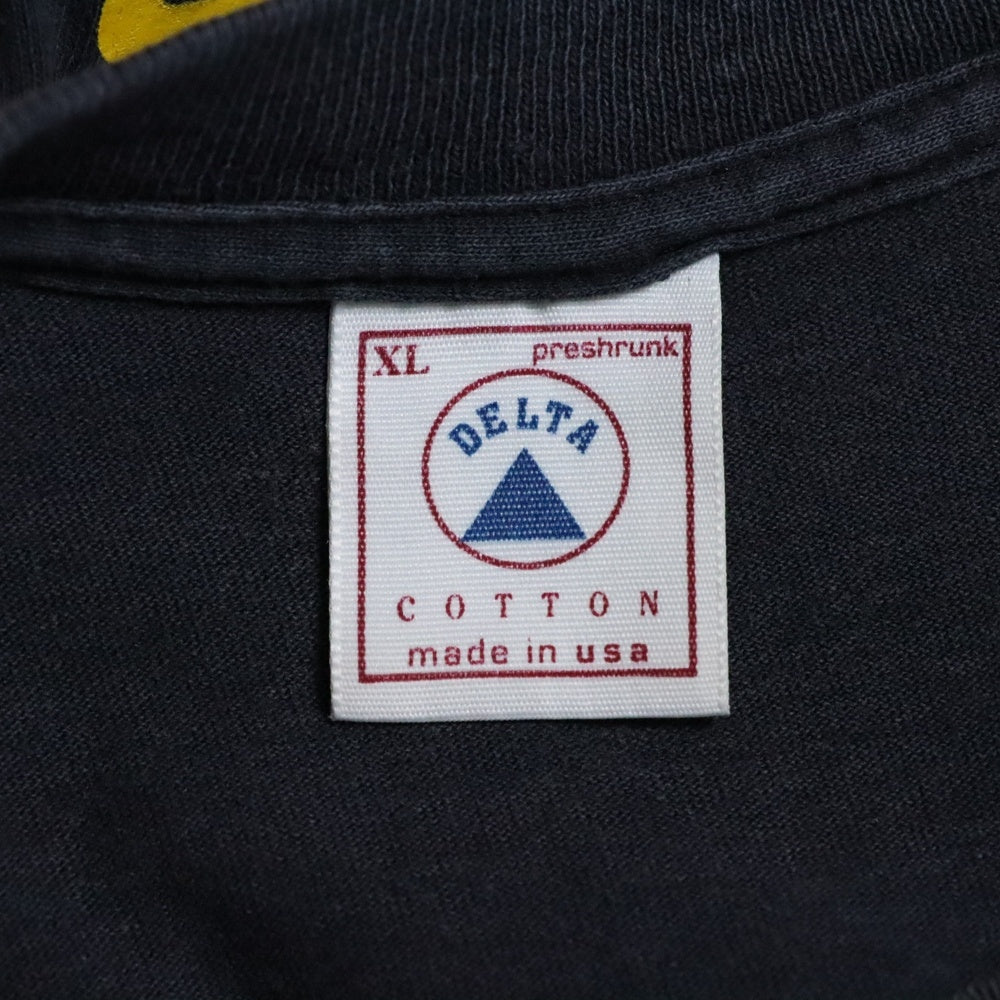 XL preshrunk
DELTA
COTTON
made in usa